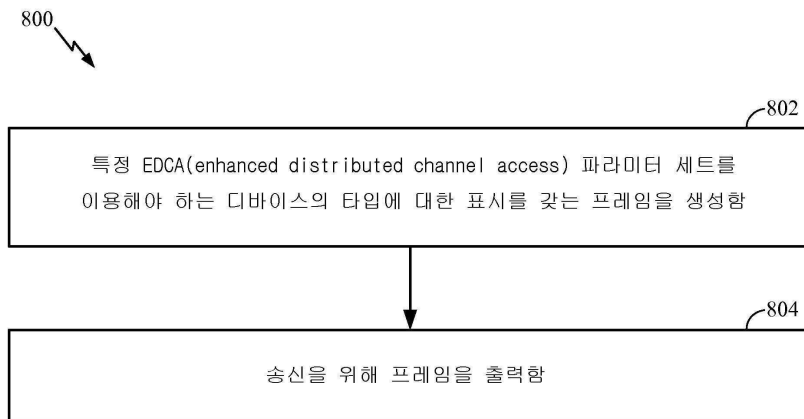 800
802
특정 EDCA(enhanced distributed channel access) 파라미터 세트를
이용해야 하는 디바이스의 타입에 대한 표시를 갖는 프레임을 생성함
804
송신을 위해 프레임을 출력함